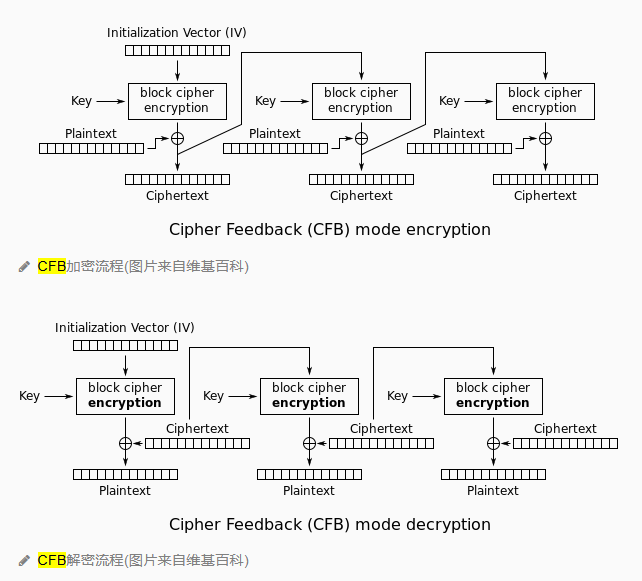 Initialization Vector (IV)
block cipher encryption
block cipher encryption
block cipher encryption
Key
Key
Key
Plaintext
Plaintext
Plaintext
Ciphertext
Ciphertext
Ciphertext
Cipher Feedback (CFB) mode encryption
CFB加密流程(图片来自维基百科)
Initialization Vector (IV)
block cipher encryption
block cipher encryption
block cipher encryption
Key
Key
Key
Ciphertext
Ciphertext
Ciphertext
Plaintext
Plaintext
Plaintext
Cipher Feedback (CFB) mode decryption
CFB解密流程(图片来自维基百科)